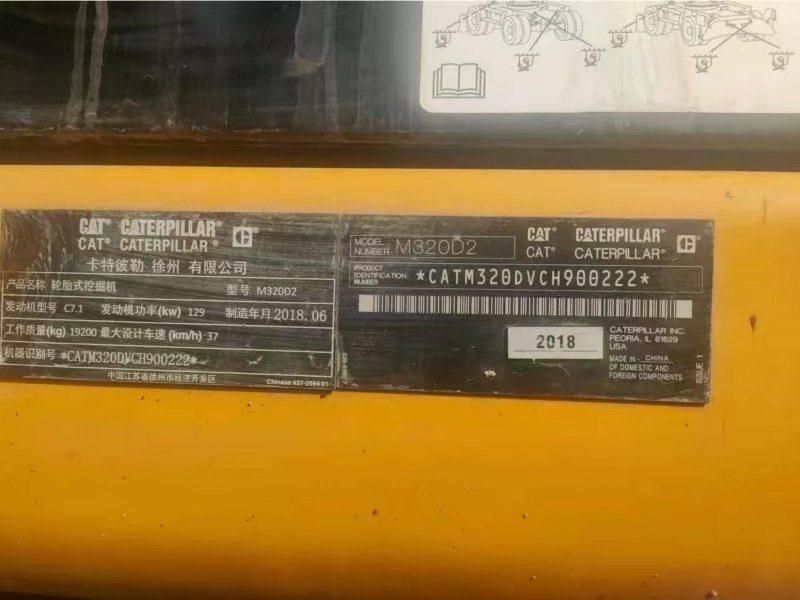 CAT® CATERPILLAR®
CAT® CATERPILLAR® C
卡特彼勒 徐州 有限公司
产品名称 轮胎式挖掘机 型号 M320D2
发动机型号 C7.1 发动机功率(kw) 129 制造年月 2018.06
工作质量(kg) 19200 最大设计车速(km/h) 37
机器识别号 *CATM320DVCH900222*
中国江苏省徐州市经济开发区
Chinese 437-2594 01
MODEL NUMBER M320D2
CAT® CATERPILLAR®
CAT® CATERPILLAR® C
PRODUCT IDENTIFICATION NUMBER *CATM320DVCH900222*
2018
CATERPILLAR INC.
PEORIA, IL 61629
USA
MADE IN CHINA
OF DOMESTIC AND
FOREIGN COMPONENTS
ISSUE 1